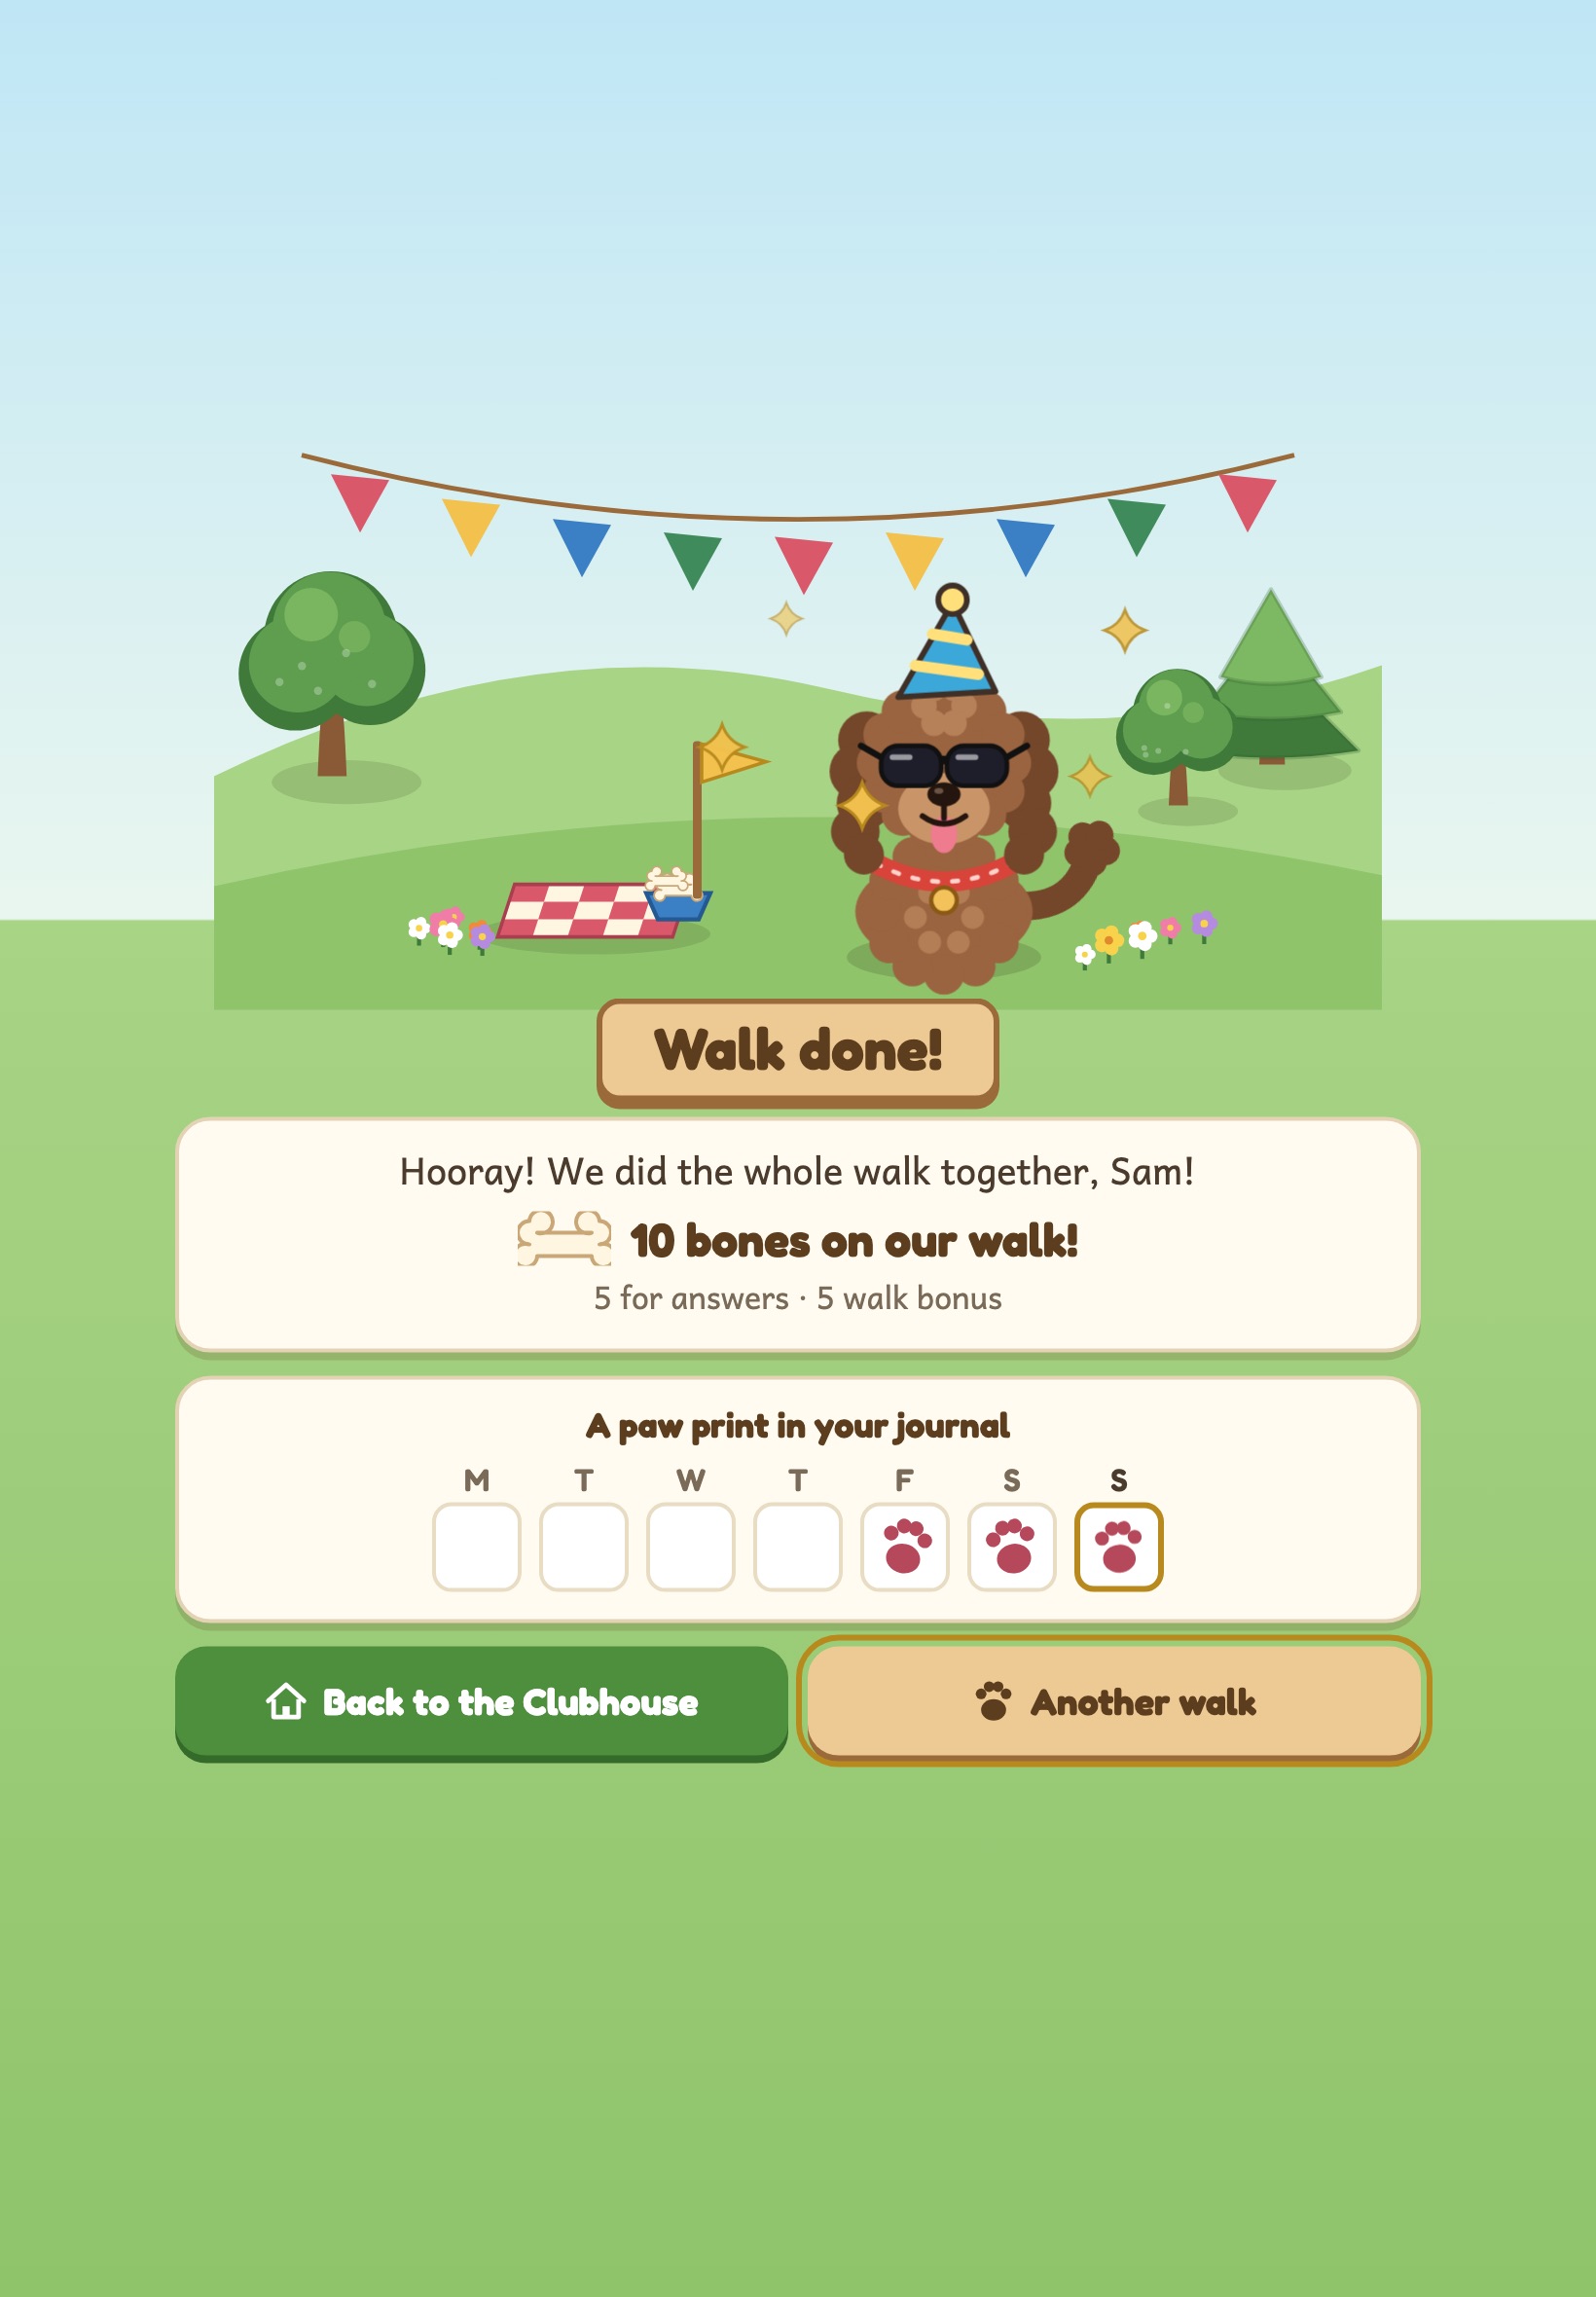 Walk done!
Hooray! We did the whole walk together, Sam!
10 bones on our walk!
5 for answers · 5 walk bonus
A paw print in your journal
M T W T F S S
Back to the Clubhouse
Another walk